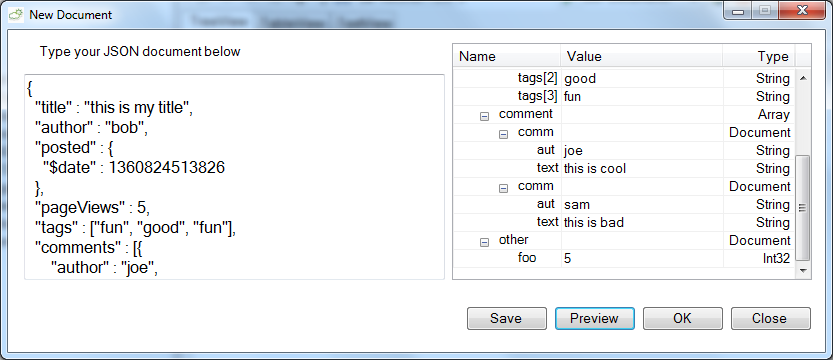 New Document
Type your JSON document below
{
"title" : "this is my title",
"author" : "bob",
"posted" : {
"$date" : 1360824513826
},
"pageViews" : 5,
"tags" : ["fun", "good", "fun"],
"comments" : [{
"author" : "joe",
Name Value Type
tags[2] good String
tags[3] fun String
comment Array
comm Document
aut joe String
text this is cool String
comm Document
aut sam String
text this is bad String
other Document
foo 5 Int32
Save Preview OK Close